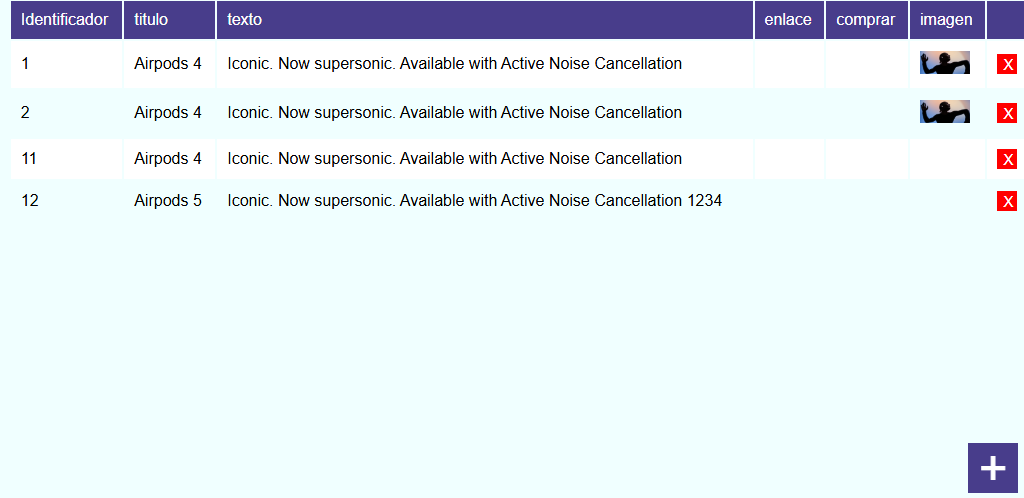 Identificador titulo texto enlace comprar imagen
1 Airpods 4 Iconic. Now supersonic. Available with Active Noise Cancellation X
2 Airpods 4 Iconic. Now supersonic. Available with Active Noise Cancellation X
11 Airpods 4 Iconic. Now supersonic. Available with Active Noise Cancellation X
12 Airpods 5 Iconic. Now supersonic. Available with Active Noise Cancellation 1234 X
+